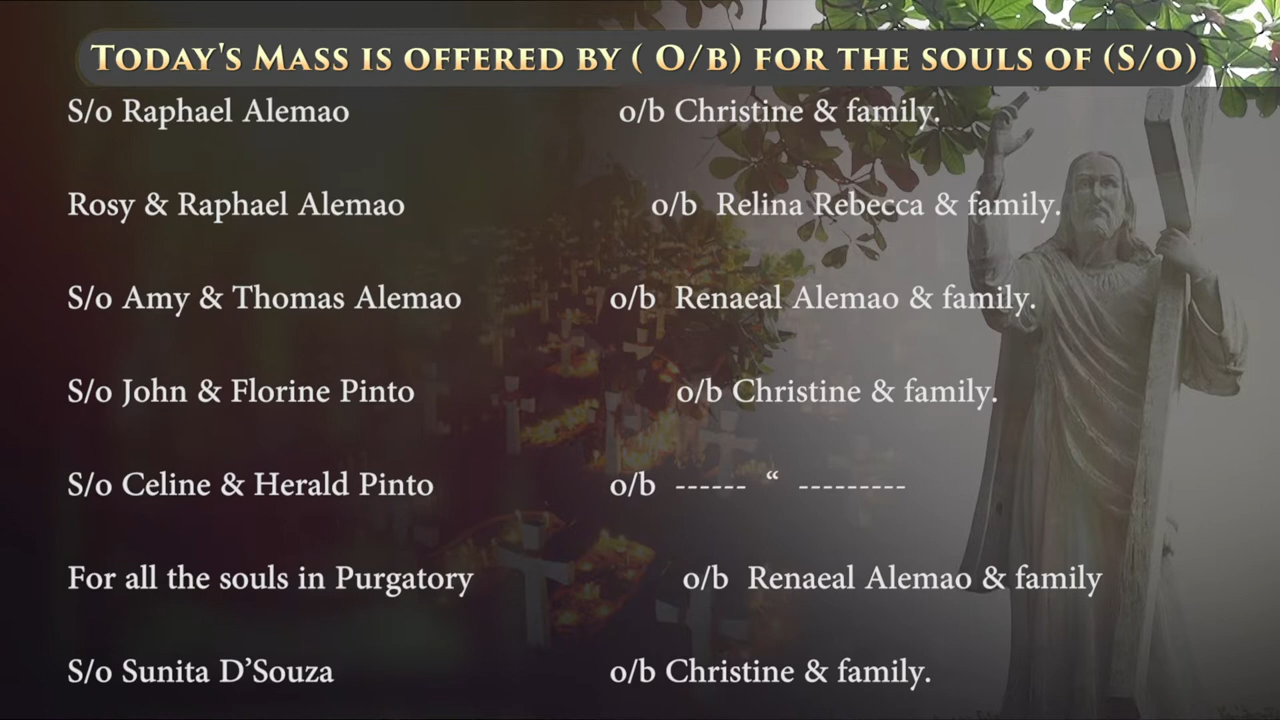 TODAY'S MASS IS OFFERED BY ( O/B) FOR THE SOULS OF (S/O)
S/o Raphael Alemao o/b Christine & family.
Rosy & Raphael Alemao o/b Relina Rebecca & family.
S/o Amy & Thomas Alemao o/b Renaeal Alemao & family.
S/o John & Florine Pinto o/b Christine & family.
S/o Celine & Herald Pinto o/b ------ “ ---------
For all the souls in Purgatory o/b Renaeal Alemao & family
S/o Sunita D’Souza o/b Christine & family.